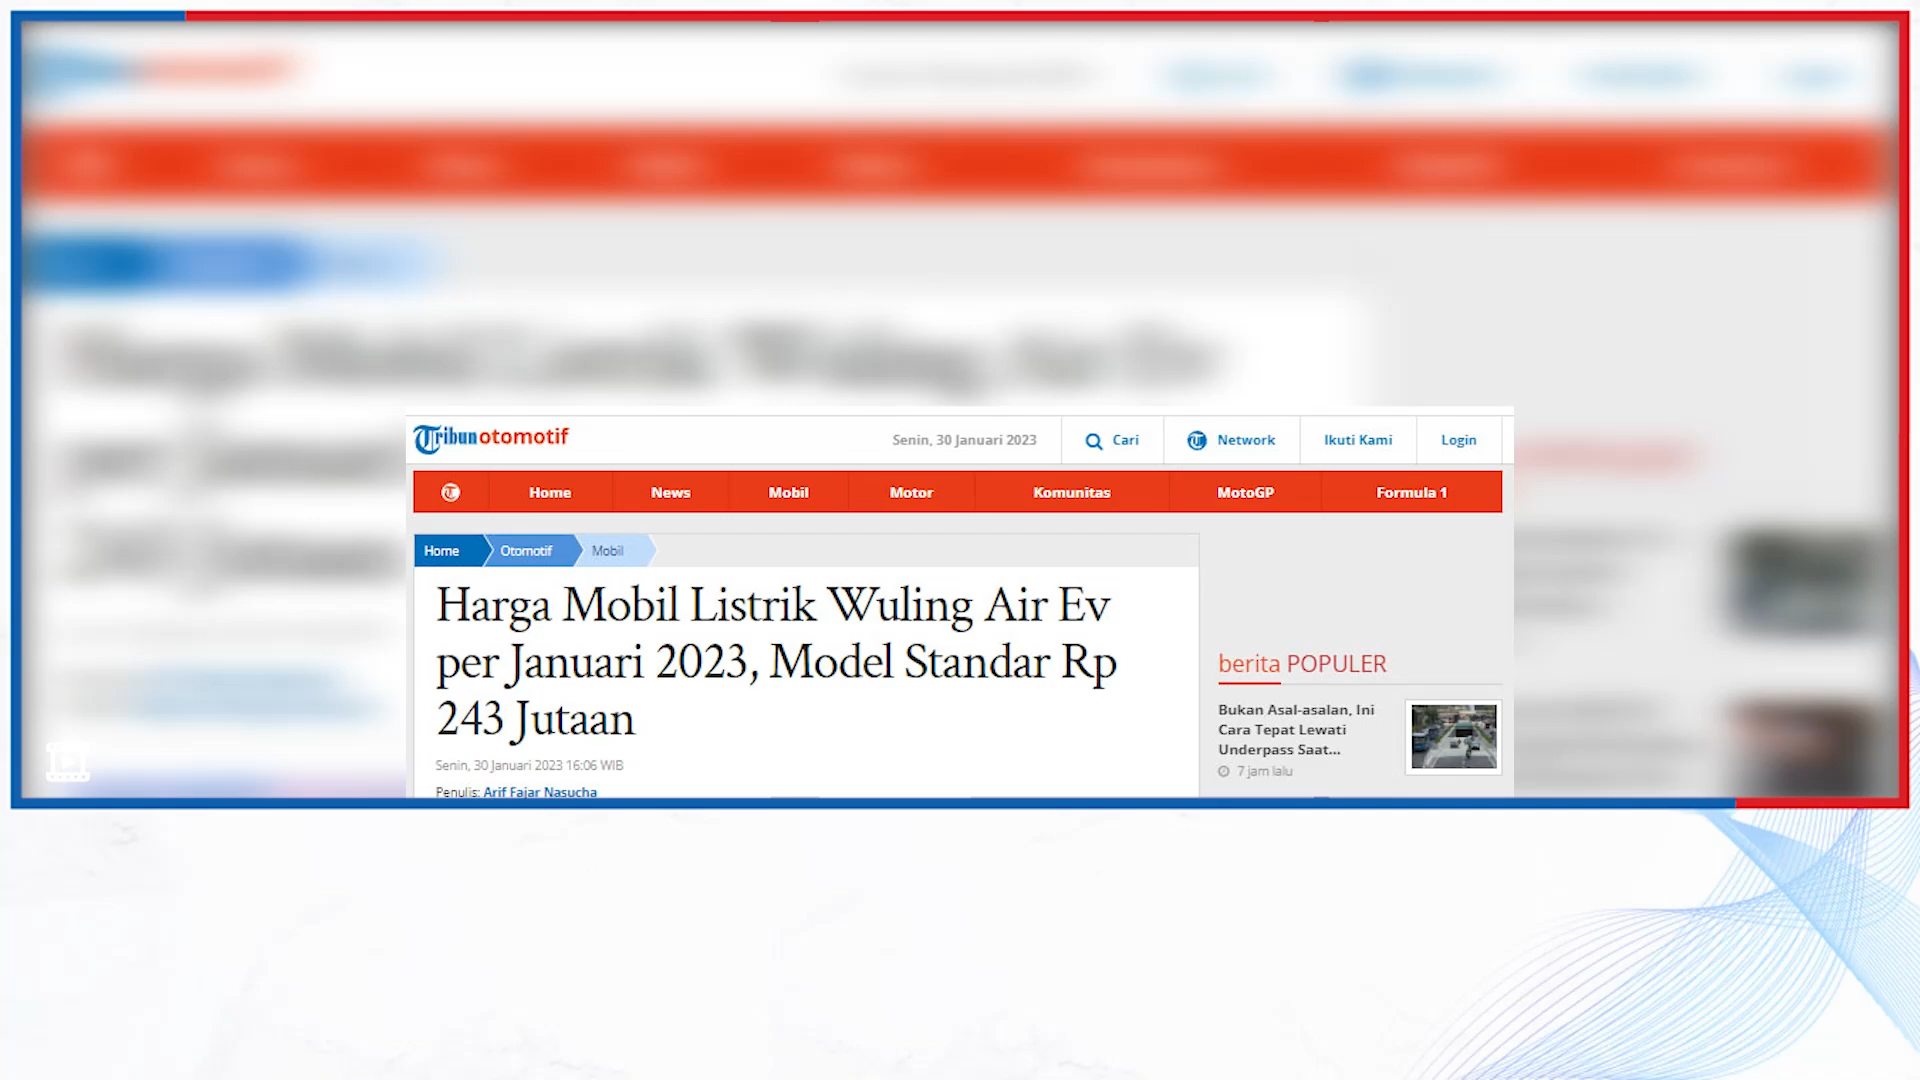 Tribunotomotif
Senin, 30 Januari 2023
Cari
Network
Ikuti Kami
Login
Home
News
Mobil
Motor
Komunitas
MotoGP
Formula 1
Home
Otomotif
Mobil
Harga Mobil Listrik Wuling Air Ev
per Januari 2023, Model Standar Rp
243 Jutaan
Senin, 30 Januari 2023 16:06 WIB
Penulis: Arif Fajar Nasucha
berita POPULER
Bukan Asal-asalan, Ini
Cara Tepat Lewati
Underpass Saat...
7 jam lalu